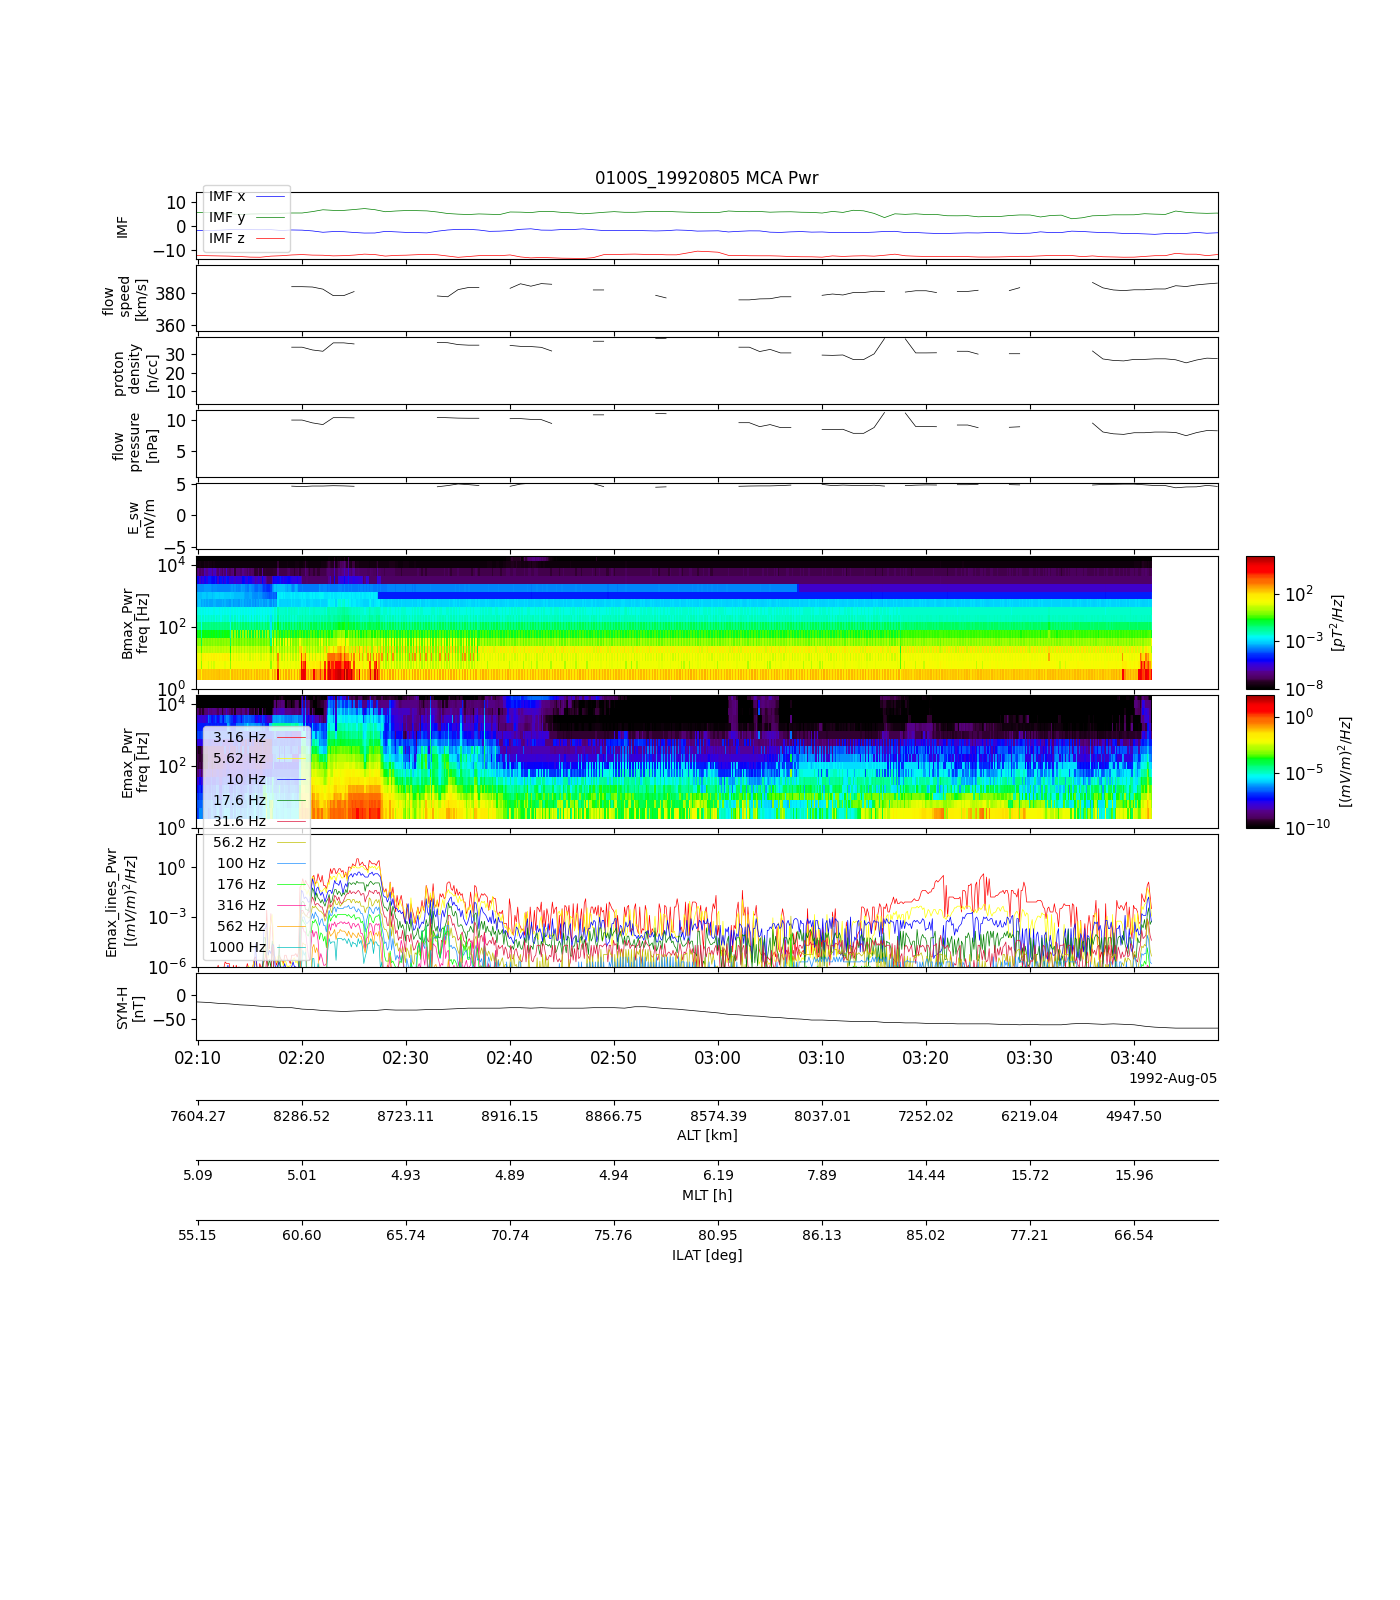 0100S_19920805 MCA Pwr
IMF
10
0
−10
IMF x
IMF y
IMF z
flow
speed
[km/s]
380
360
proton
density
[n/cc]
30
20
10
flow
pressure
[nPa]
10
5
E_sw
mV/m
5
0
−5
Bmax_Pwr
freq [Hz]
10^4
10^2
10^0
10^2
10^−3
10^−8
[pT^2/Hz]
Emax_Pwr
freq [Hz]
10^4
10^2
10^0
10^0
10^−5
10^−10
[(mV/m)^2/Hz]
3.16 Hz
5.62 Hz
10 Hz
17.6 Hz
31.6 Hz
56.2 Hz
100 Hz
176 Hz
316 Hz
562 Hz
1000 Hz
Emax_lines_Pwr
[(mV/m)^2/Hz]
10^0
10^−3
10^−6
SYM-H
[nT]
0
−50
02:10 02:20 02:30 02:40 02:50 03:00 03:10 03:20 03:30 03:40
1992-Aug-05
7604.27 8286.52 8723.11 8916.15 8866.75 8574.39 8037.01 7252.02 6219.04 4947.50
ALT [km]
5.09 5.01 4.93 4.89 4.94 6.19 7.89 14.44 15.72 15.96
MLT [h]
55.15 60.60 65.74 70.74 75.76 80.95 86.13 85.02 77.21 66.54
ILAT [deg]